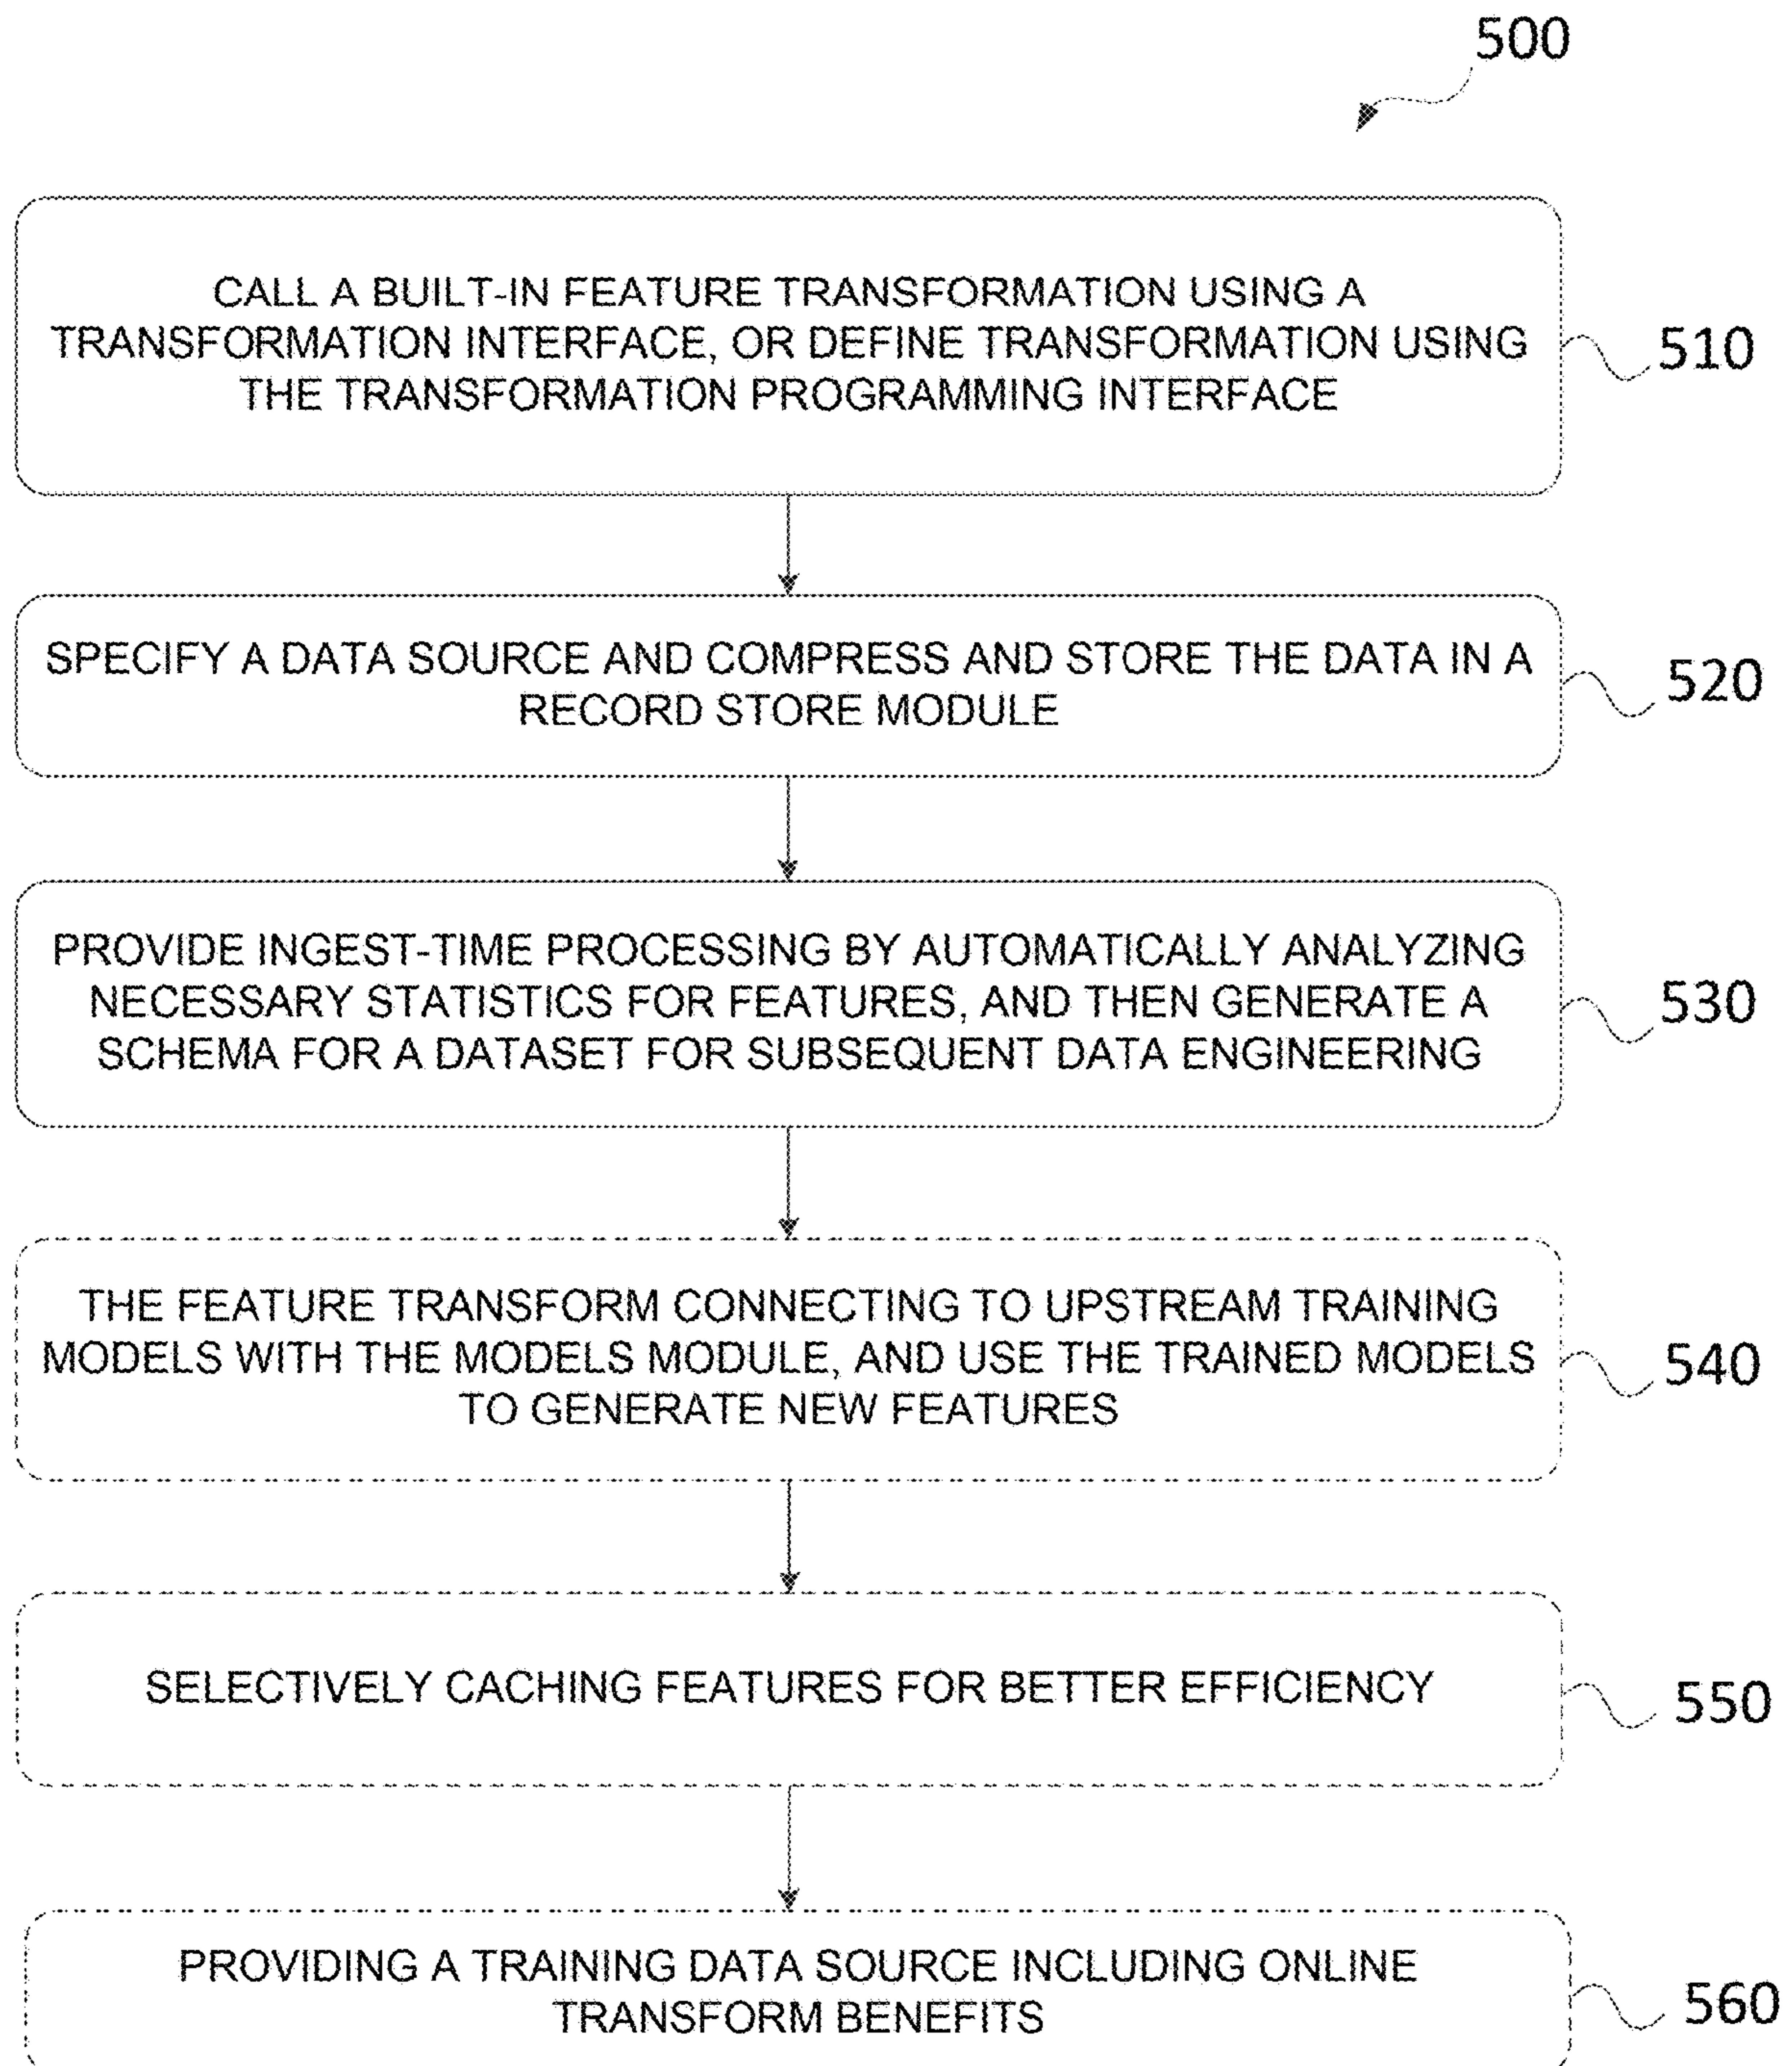 500
CALL A BUILT-IN FEATURE TRANSFORMATION USING A
TRANSFORMATION INTERFACE, OR DEFINE TRANSFORMATION USING
THE TRANSFORMATION PROGRAMMING INTERFACE
510
SPECIFY A DATA SOURCE AND COMPRESS AND STORE THE DATA IN A
RECORD STORE MODULE
520
PROVIDE INGEST-TIME PROCESSING BY AUTOMATICALLY ANALYZING
NECESSARY STATISTICS FOR FEATURES, AND THEN GENERATE A
SCHEMA FOR A DATASET FOR SUBSEQUENT DATA ENGINEERING
530
THE FEATURE TRANSFORM CONNECTING TO UPSTREAM TRAINING
MODELS WITH THE MODELS MODULE, AND USE THE TRAINED MODELS
TO GENERATE NEW FEATURES
540
SELECTIVELY CACHING FEATURES FOR BETTER EFFICIENCY
550
PROVIDING A TRAINING DATA SOURCE INCLUDING ONLINE
TRANSFORM BENEFITS
560